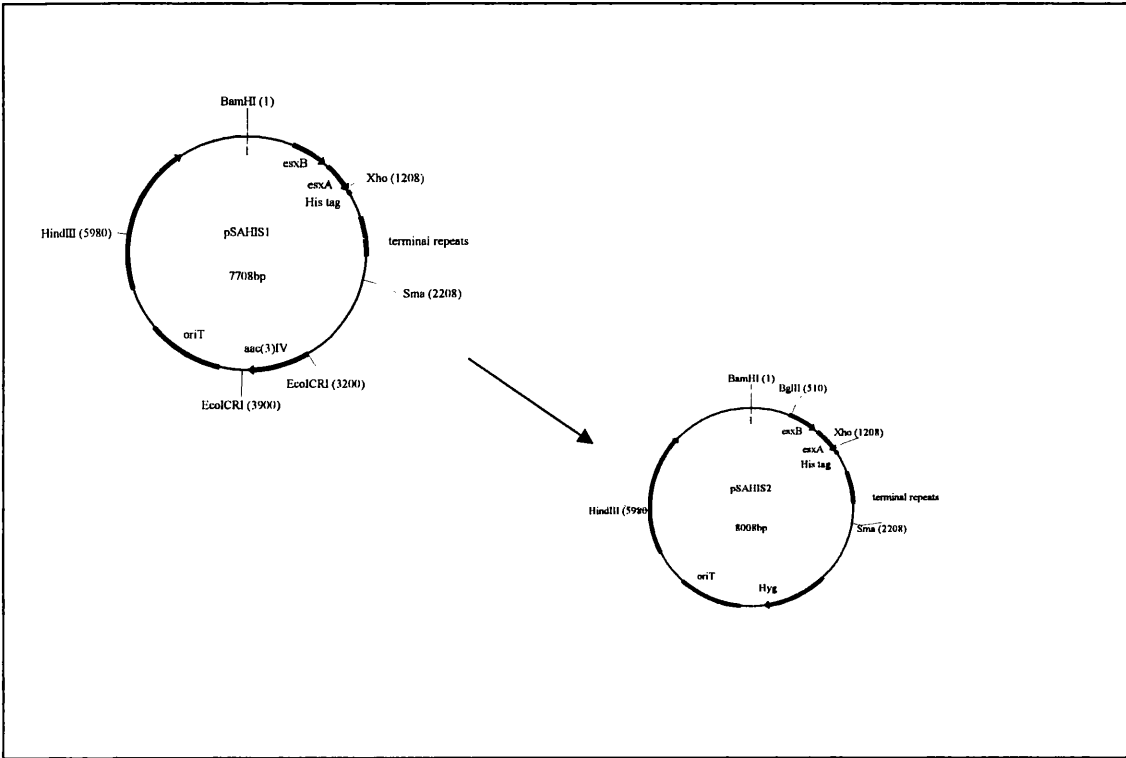 BamHI (1)
esxB
esxA
Xho (1208)
His tag
HindIII (5980)
pSAHIS1
terminal repeats
7708bp
Sma (2208)
oriT
aac(3)IV
EcoICRI (3200)
EcoICRI (3900)
BamHI (1)
BglII (510)
esxB
Xho (1208)
esxA
His tag
pSAHIS2
terminal repeats
HindIII (5980
Sma (2208)
8008bp
oriT
Hyg